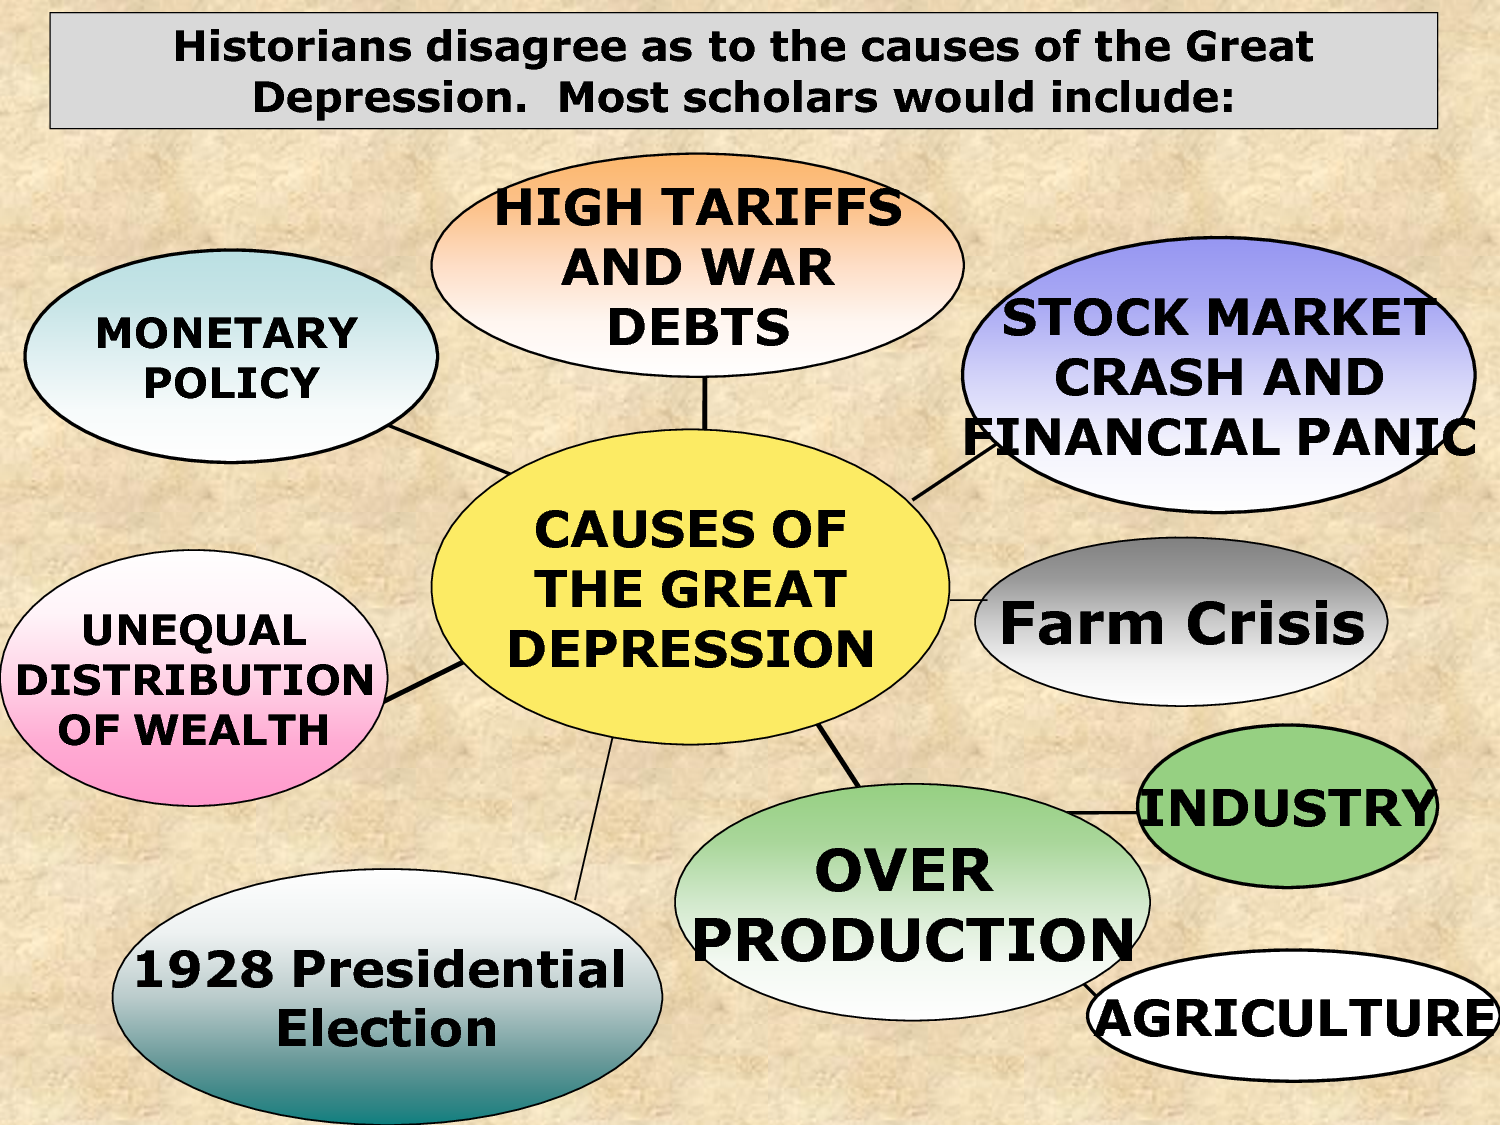 Historians disagree as to the causes of the Great
Depression.  Most scholars would include:
HIGH TARIFFS
AND WAR
DEBTS
MONETARY
POLICY
STOCK MARKET
CRASH AND
FINANCIAL PANIC
CAUSES OF
THE GREAT
DEPRESSION
Farm Crisis
UNEQUAL
DISTRIBUTION
OF WEALTH
INDUSTRY
OVER
PRODUCTION
1928 Presidential
Election
AGRICULTURE